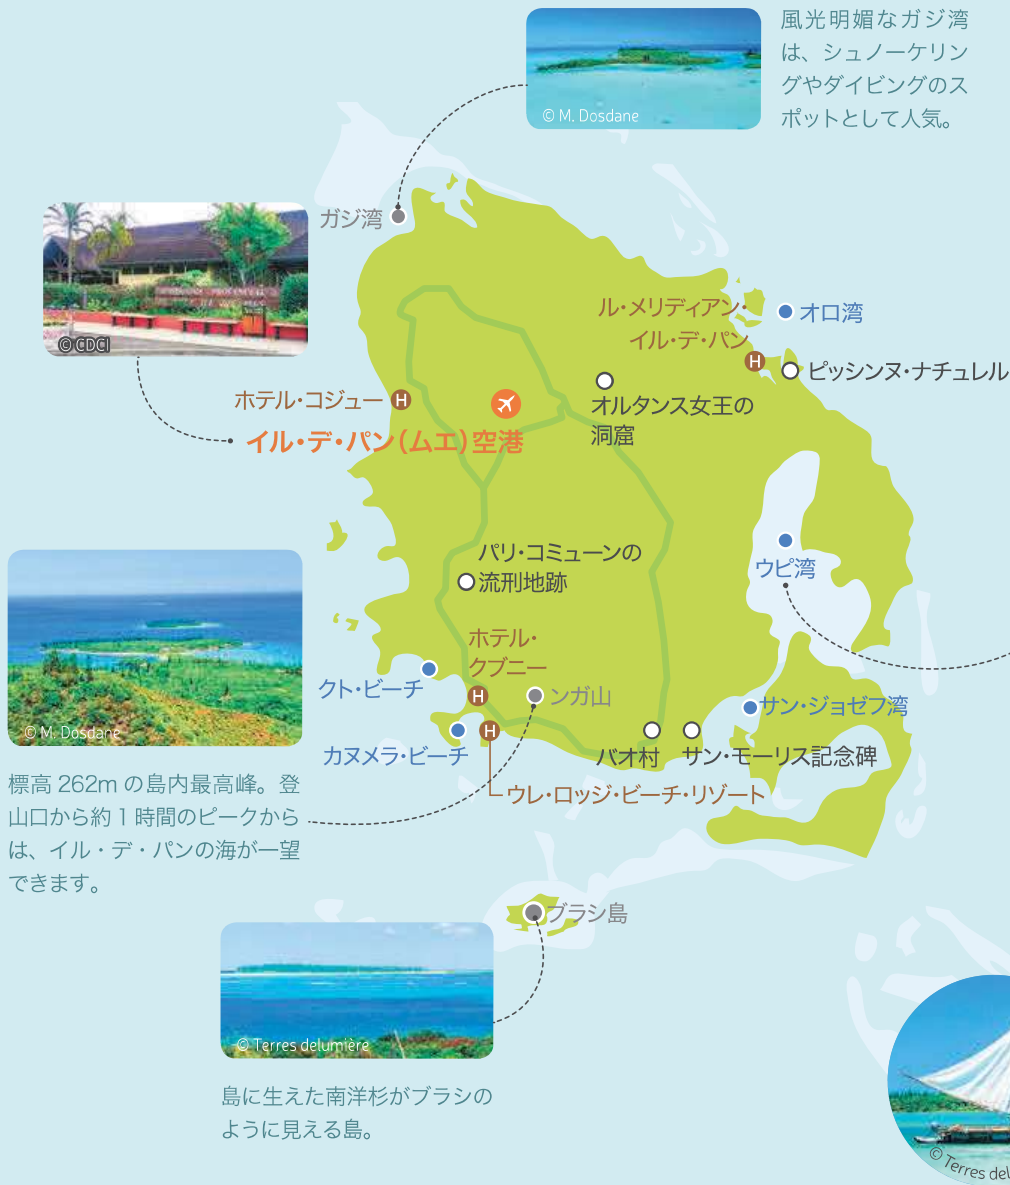 風光明媚なガジ湾
は、シュノーケリン
グやダイビングのス
ポットとして人気。
© M. Dosdane
ガジ湾
© CDCI
ル・メリディアン・
イル・デ・パン
オロ湾
H
ピッシンヌ・ナチュレル
ホテル・コジュー
H
オルタンス女王の
洞窟
イル・デ・パン（ムエ）空港
パリ・コミューンの
流刑地跡
ウピ湾
© M. Dosdane
ホテル・
クブニー
H
クト・ビーチ
ンガ山
サン・ジョゼフ湾
カヌメラ・ビーチ
H
バオ村
サン・モーリス記念碑
ウレ・ロッジ・ビーチ・リゾート
標高 262m の島内最高峰。登
山口から約 1 時間のピークから
は、イル・デ・パンの海が一望
できます。
ブラシ島
© Terres delumière
島に生えた南洋杉がブラシの
ように見える島。
© Terres del